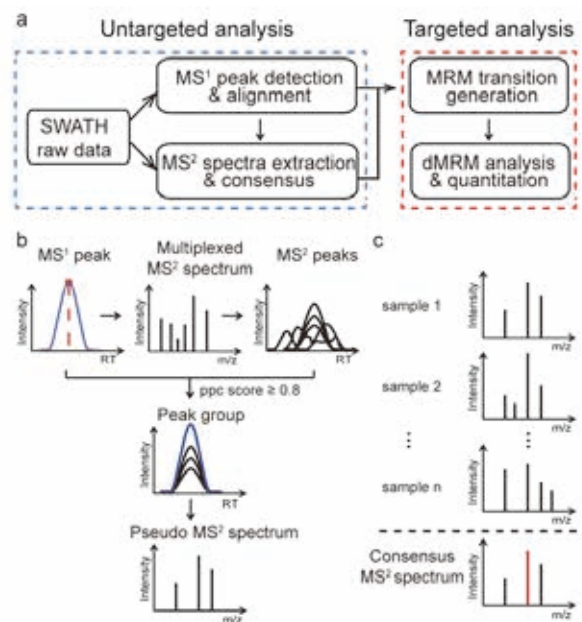 a
Untargeted analysis
Targeted analysis
SWATH
raw data
MS¹ peak detection
& alignment
MS² spectra extraction
& consensus
MRM transition
generation
dMRM analysis
& quantitation
b
MS¹ peak
Multiplexed
MS² spectrum
MS² peaks
Intensity
RT
Intensity
m/z
Intensity
RT
ppc score ≥ 0.8
Peak group
Intensity
RT
Pseudo MS² spectrum
Intensity
m/z
c
sample 1
Intensity
m/z
sample 2
Intensity
m/z
sample n
Intensity
m/z
Consensus
MS² spectrum
Intensity
m/z